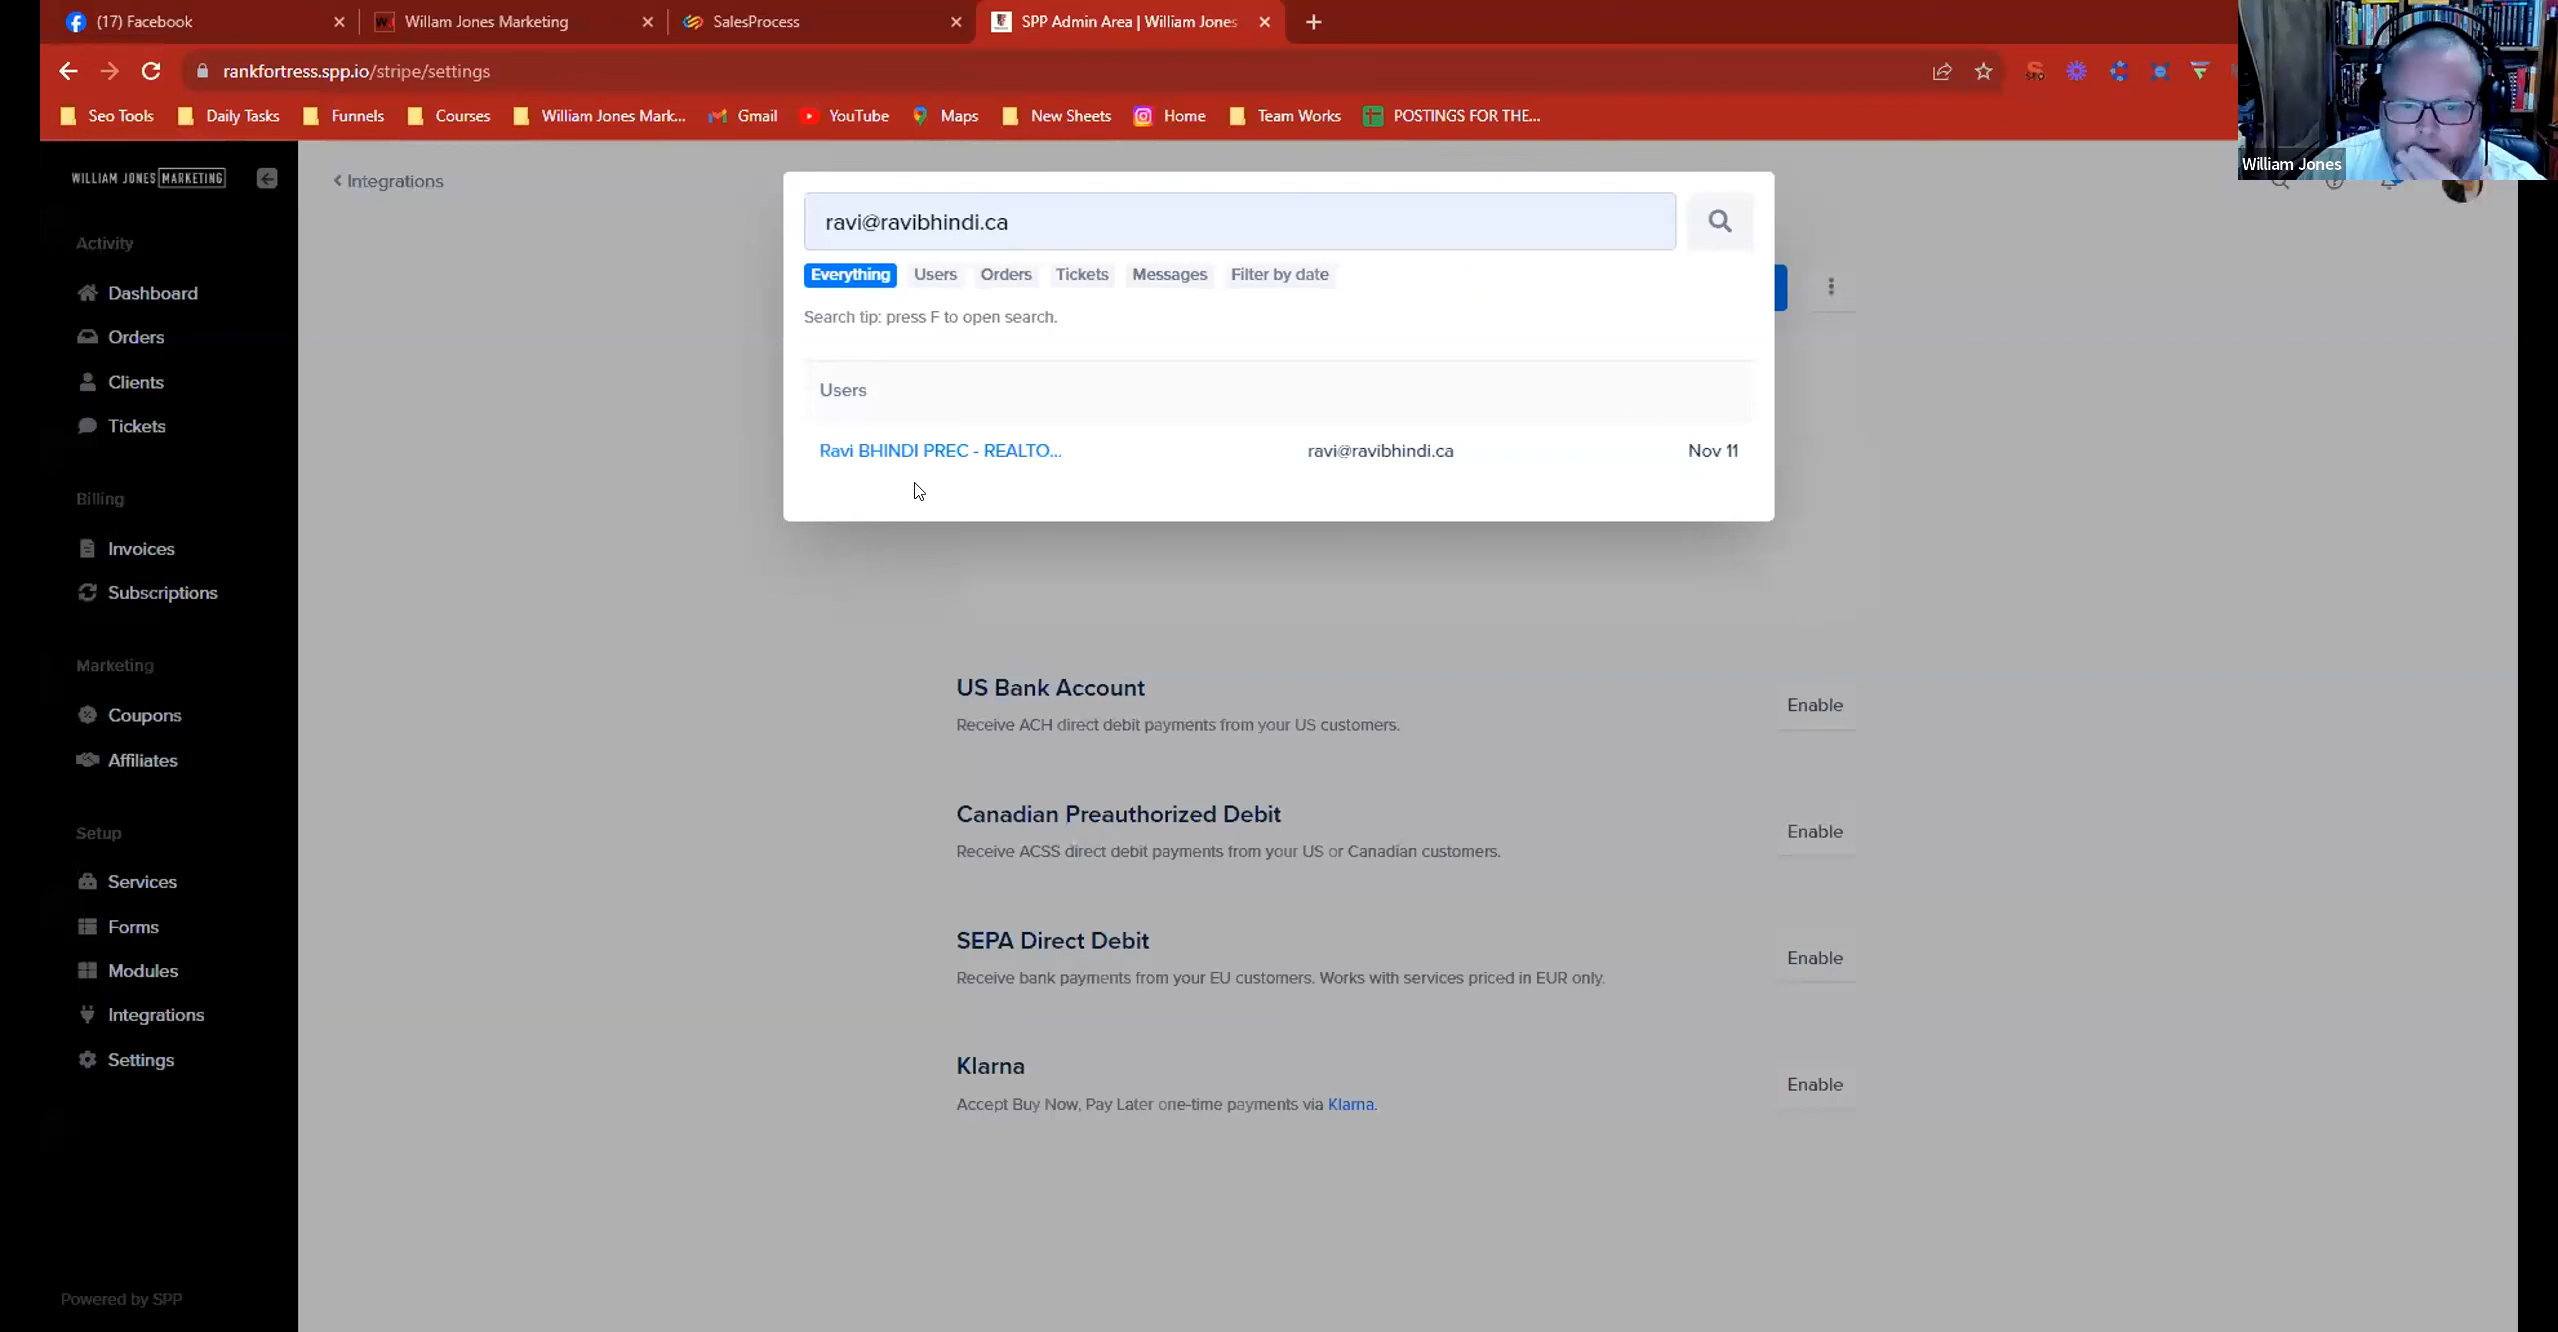 (17) Facebook
Willam Jones Marketing
SalesProcess
SPP Admin Area | William Jones
rankfortress.spp.io/stripe/settings
Seo Tools
Daily Tasks
Funnels
Courses
William Jones Mark...
Gmail
YouTube
Maps
New Sheets
Home
Team Works
POSTINGS FOR THE...
William Jones
WILLIAM JONES MARKETING
Integrations
Activity
Dashboard
Orders
Clients
Tickets
Billing
Invoices
Subscriptions
Marketing
Coupons
Affiliates
Setup
Services
Forms
Modules
Integrations
Settings
Powered by SPP
ravi@ravibhindi.ca
Everything Users Orders Tickets Messages Filter by date
Search tip: press F to open search.
Users
Ravi BHINDI PREC - REALTO... ravi@ravibhindi.ca Nov 11
US Bank Account
Receive ACH direct debit payments from your US customers.
Enable
Canadian Preauthorized Debit
Receive ACSS direct debit payments from your US or Canadian customers.
Enable
SEPA Direct Debit
Receive bank payments from your EU customers. Works with services priced in EUR only.
Enable
Klarna
Accept Buy Now, Pay Later one-time payments via Klarna.
Enable